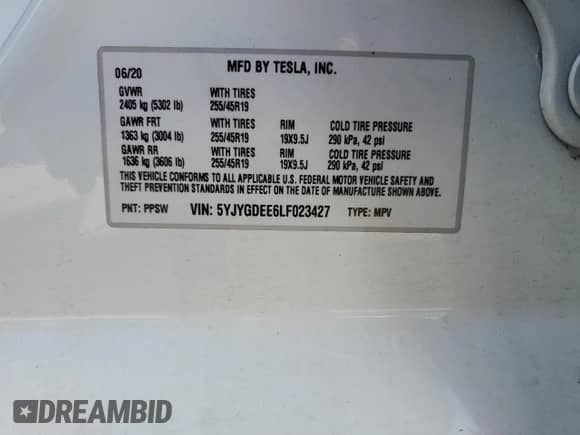 06/20 MFD BY TESLA, INC.
GVWR WITH TIRES
2405 kg (5302 lb) 255/45R19
GAWR FRT WITH TIRES RIM COLD TIRE PRESSURE
1363 kg (3004 lb) 255/45R19 19X9.5J 290 kPa, 42 psi
GAWR RR WITH TIRES RIM COLD TIRE PRESSURE
1636 kg (3606 lb) 255/45R19 19X9.5J 290 kPa, 42 psi
THIS VEHICLE CONFORMS TO ALL APPLICABLE U.S. FEDERAL MOTOR VEHICLE SAFETY AND
THEFT PREVENTION STANDARDS IN EFFECT ON THE DATE OF MANUFACTURE SHOWN ABOVE.
PNT: PPSW VIN: 5YJYGDEE6LF023427 TYPE: MPV
DREAMBID